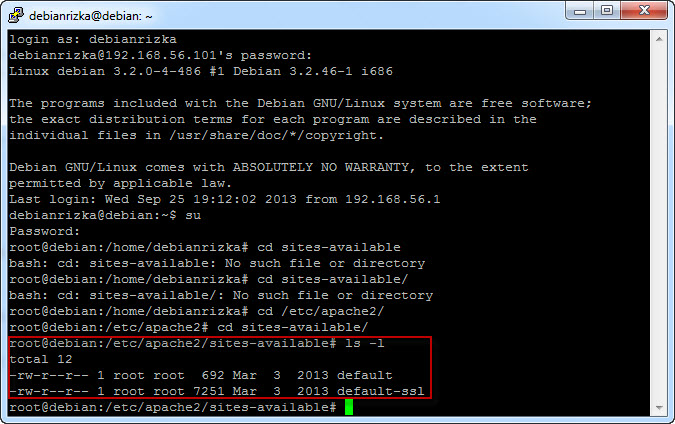 debianrizka@debian: ~
login as: debianrizka
debianrizka@192.168.56.101's password:
Linux debian 3.2.0-4-486 #1 Debian 3.2.46-1 i686
The programs included with the Debian GNU/Linux system are free software;
the exact distribution terms for each program are described in the
individual files in /usr/share/doc/*/copyright.
Debian GNU/Linux comes with ABSOLUTELY NO WARRANTY, to the extent
permitted by applicable law.
Last login: Wed Sep 25 19:12:02 2013 from 192.168.56.1
debianrizka@debian:~$ su
Password:
root@debian:/home/debianrizka# cd sites-available
bash: cd: sites-available: No such file or directory
root@debian:/home/debianrizka# cd sites-available/
bash: cd: sites-available/: No such file or directory
root@debian:/home/debianrizka# cd /etc/apache2/
root@debian:/etc/apache2# cd sites-available/
root@debian:/etc/apache2/sites-available# ls -l
total 12
-rw-r--r-- 1 root root  692 Mar  3  2013 default
-rw-r--r-- 1 root root 7251 Mar  3  2013 default-ssl
root@debian:/etc/apache2/sites-available#